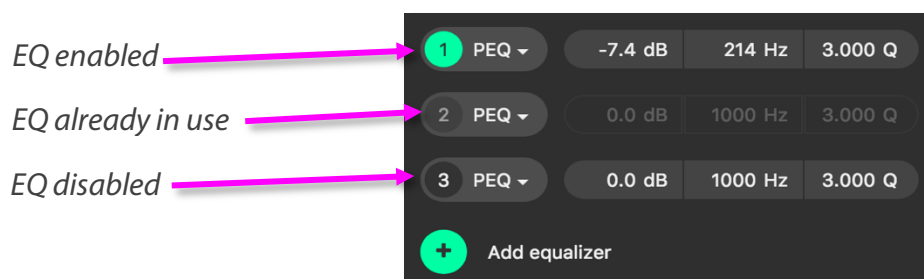 EQ enabled 1 PEQ -7.4 dB 214 Hz 3.000 Q
EQ already in use 2 PEQ 0.0 dB 1000 Hz 3.000 Q
EQ disabled 3 PEQ 0.0 dB 1000 Hz 3.000 Q
+ Add equalizer